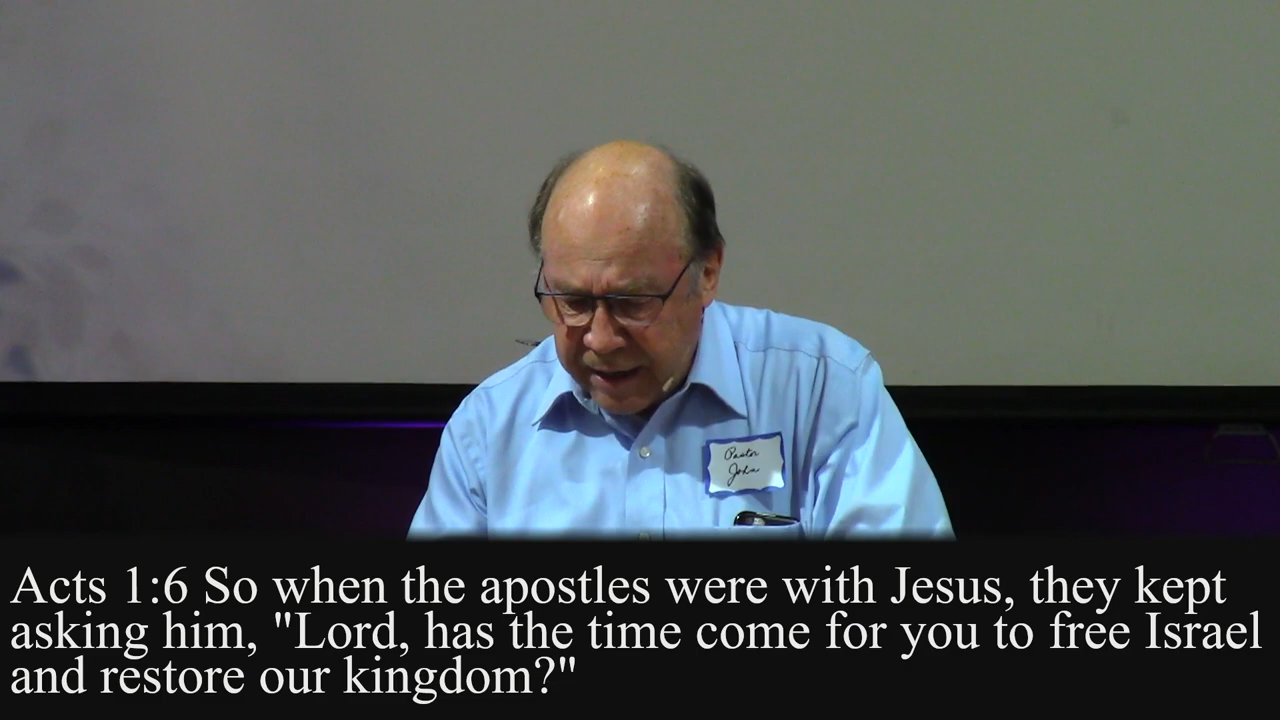 Pastor
John
Acts 1:6 So when the apostles were with Jesus, they kept
asking him, "Lord, has the time come for you to free Israel
and restore our kingdom?"